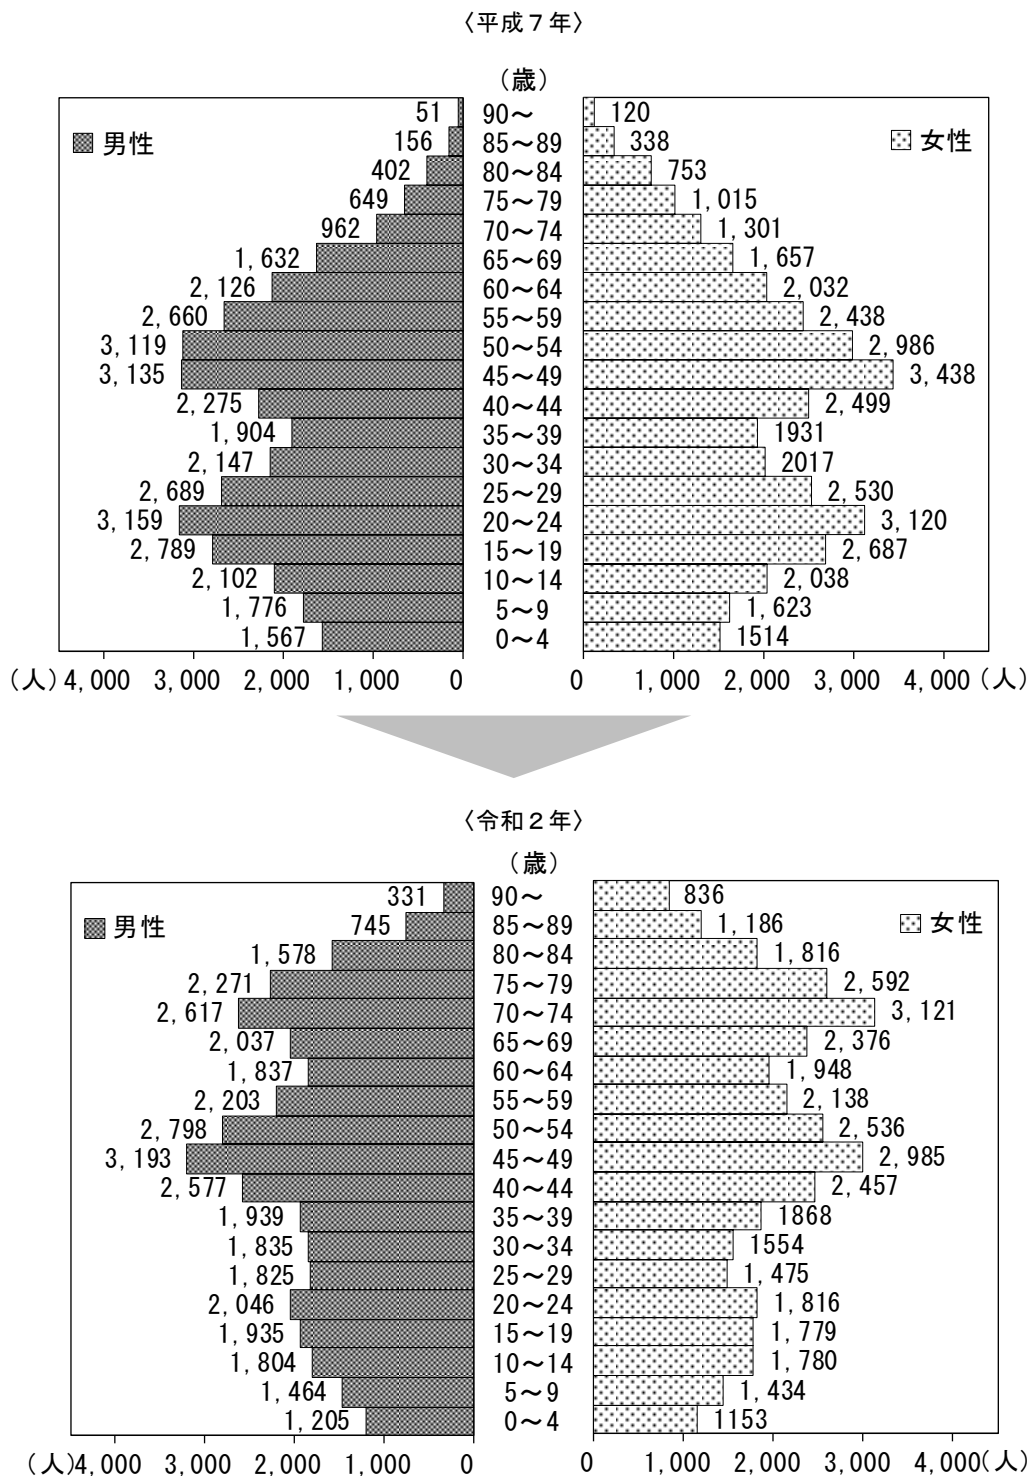 〈平成７年〉
（歳）
51 90～ 120
■ 男性 156 85～89 338 女性
402 80～84 753
649 75～79 1,015
962 70～74 1,301
1,632 65～69 1,657
2,126 60～64 2,032
2,660 55～59 2,438
3,119 50～54 2,986
3,135 45～49 3,438
2,275 40～44 2,499
1,904 35～39 1931
2,147 30～34 2017
2,689 25～29 2,530
3,159 20～24 3,120
2,789 15～19 2,687
2,102 10～14 2,038
1,776 5～9 1,623
1,567 0～4 1514
（人）4,000 3,000 2,000 1,000 0 0 1,000 2,000 3,000 4,000（人）
〈令和２年〉
（歳）
331 90～ 836
男性 745 85～89 1,186 女性
1,578 80～84 1,816
2,271 75～79 2,592
2,617 70～74 3,121
2,037 65～69 2,376
1,837 60～64 1,948
2,203 55～59 2,138
2,798 50～54 2,536
3,193 45～49 2,985
2,577 40～44 2,457
1,939 35～39 1868
1,835 30～34 1554
1,825 25～29 1,475
2,046 20～24 1,816
1,935 15～19 1,779
1,804 10～14 1,780
1,464 5～9 1,434
1,205 0～4 1153
（人）4,000 3,000 2,000 1,000 0 0 1,000 2,000 3,000 4,000（人）